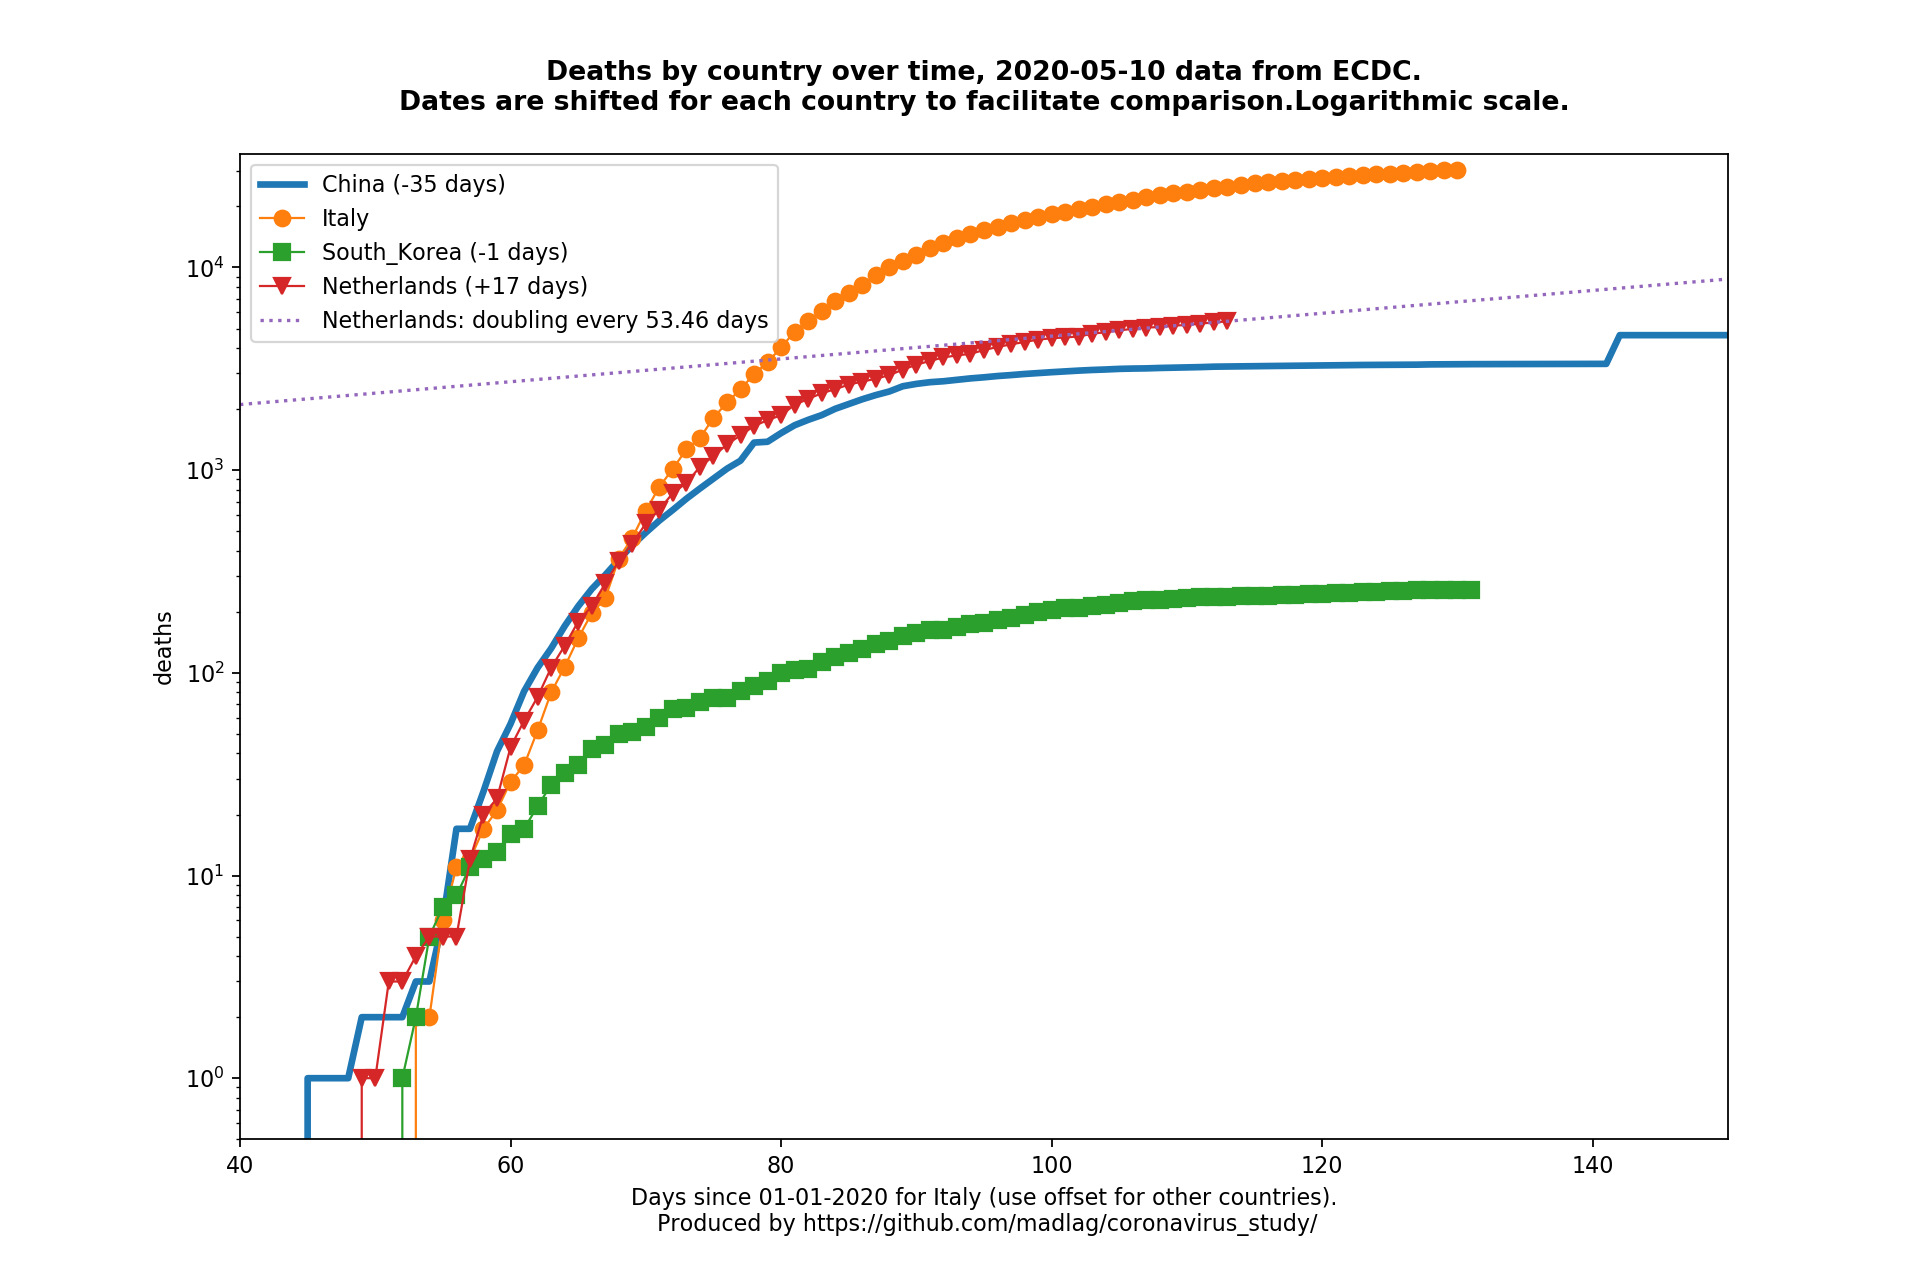 Deaths by country over time, 2020-05-10 data from ECDC.
Dates are shifted for each country to facilitate comparison.Logarithmic scale.
China (-35 days)
Italy
South_Korea (-1 days)
Netherlands (+17 days)
Netherlands: doubling every 53.46 days
deaths
10⁴
10³
10²
10¹
10⁰
40 60 80 100 120 140
Days since 01-01-2020 for Italy (use offset for other countries).
Produced by https://github.com/madlag/coronavirus_study/